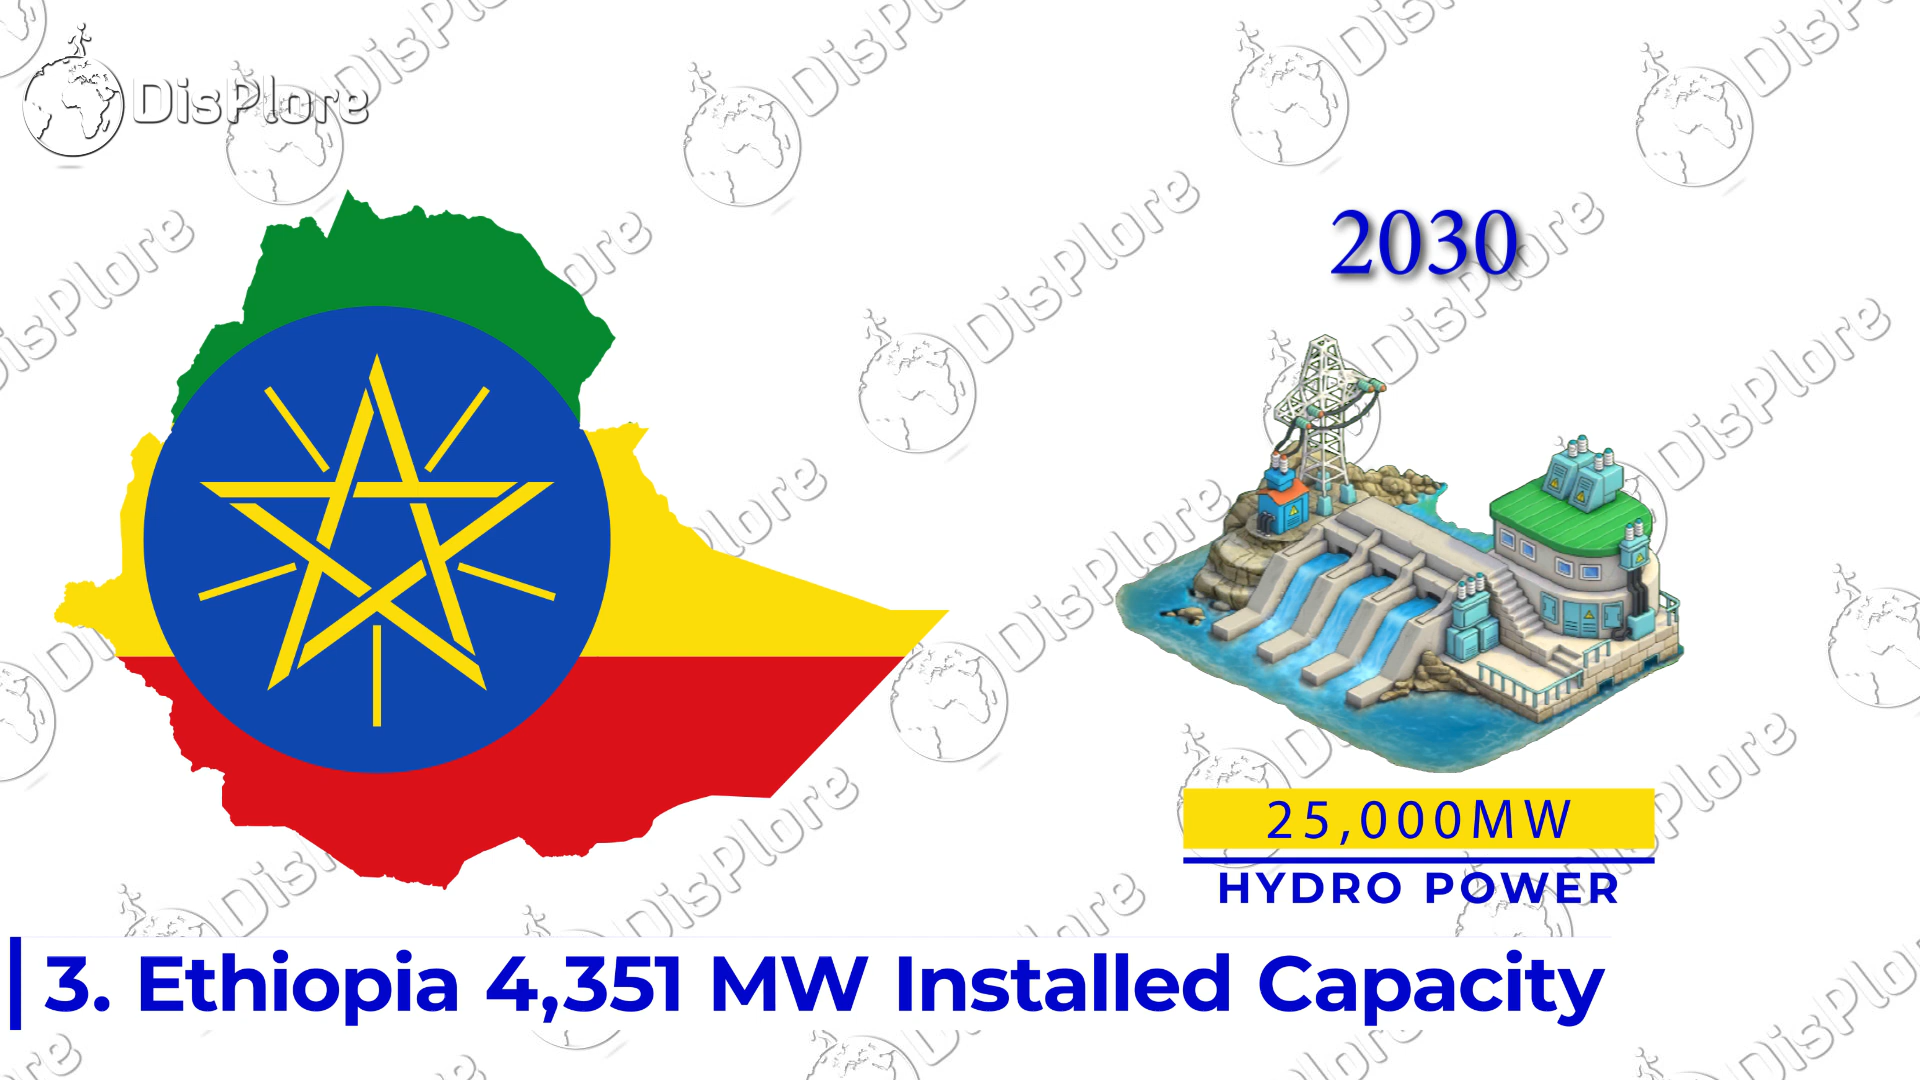 DisPlore
2030
25,000MW
HYDRO POWER
3. Ethiopia 4,351 MW Installed Capacity